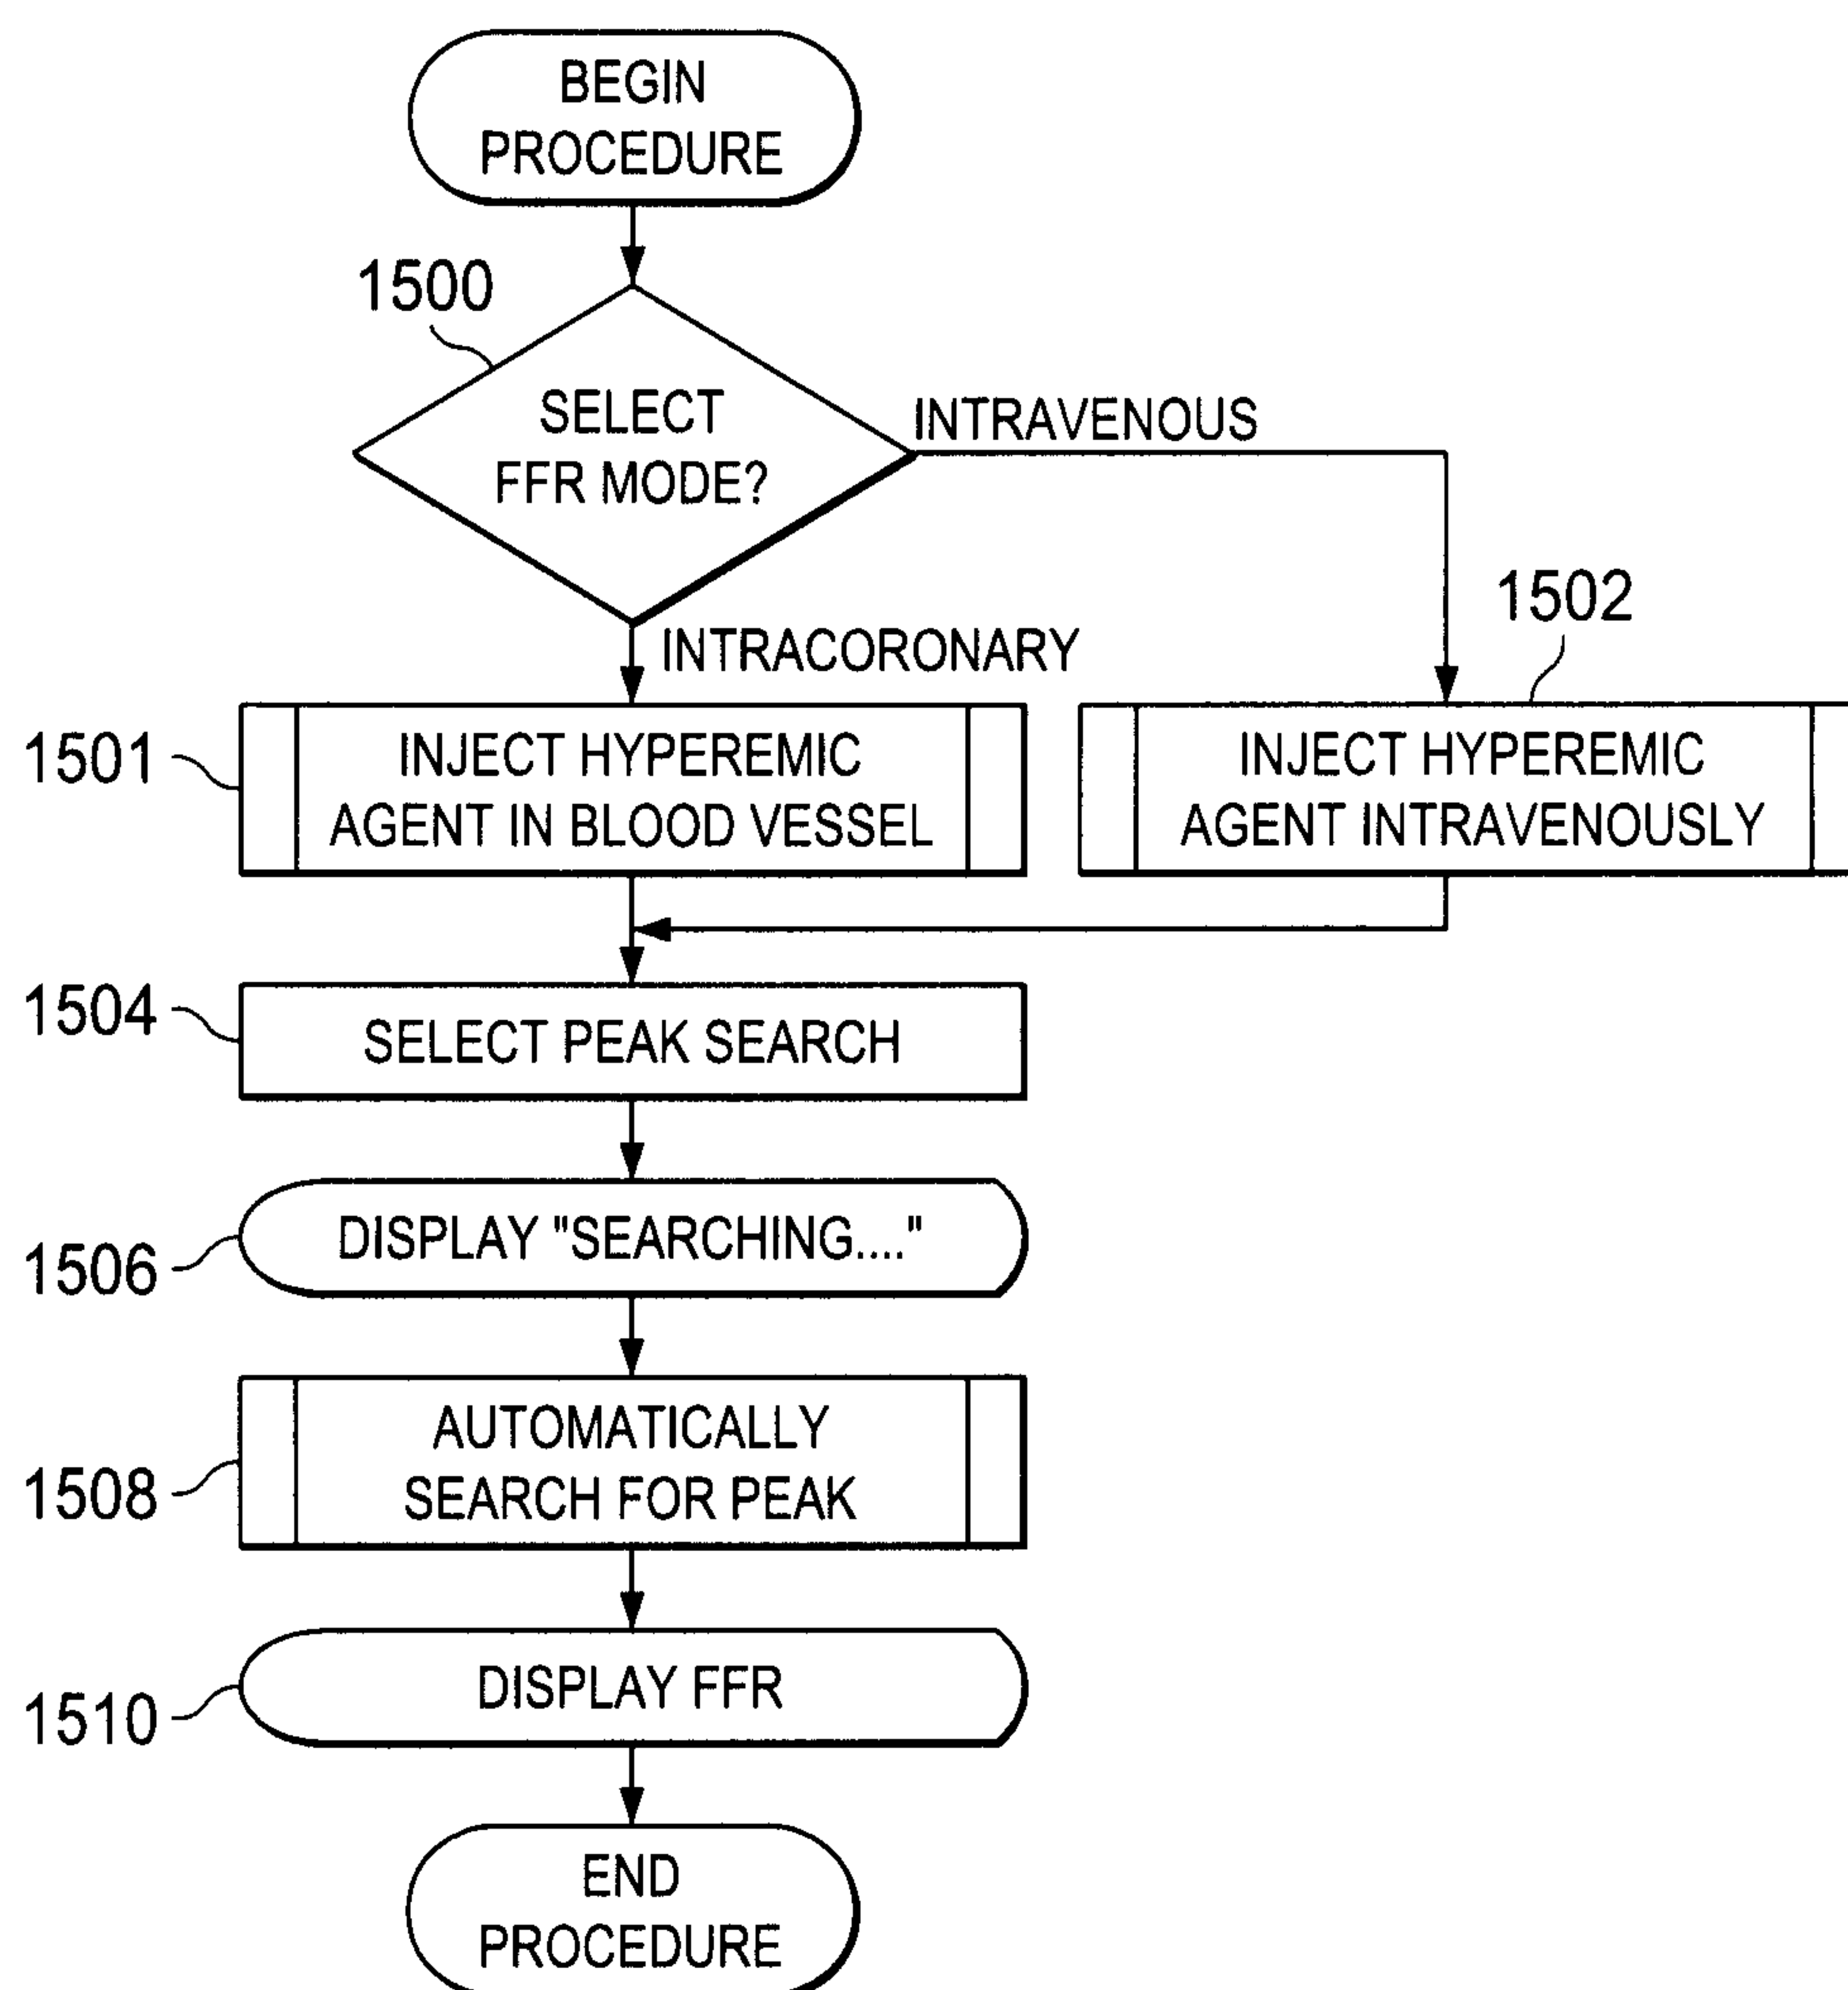 BEGIN
PROCEDURE
1500
SELECT
FFR MODE?
INTRAVENOUS
INTRACORONARY
1502
1501
INJECT HYPEREMIC
AGENT IN BLOOD VESSEL
INJECT HYPEREMIC
AGENT INTRAVENOUSLY
1504
SELECT PEAK SEARCH
1506
DISPLAY "SEARCHING...."
1508
AUTOMATICALLY
SEARCH FOR PEAK
1510
DISPLAY FFR
END
PROCEDURE